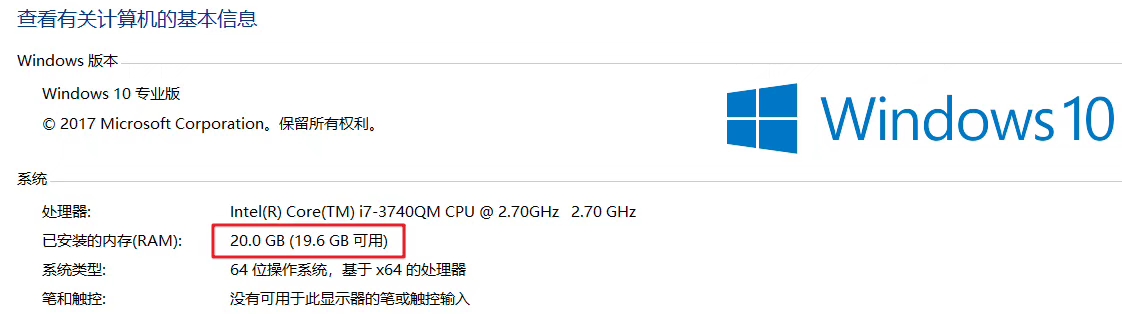 查看有关计算机的基本信息
Windows 版本
Windows 10 专业版
© 2017 Microsoft Corporation。保留所有权利。
Windows 10
系统
处理器: Intel(R) Core(TM) i7-3740QM CPU @ 2.70GHz 2.70 GHz
已安装的内存(RAM): 20.0 GB (19.6 GB 可用)
系统类型: 64 位操作系统，基于 x64 的处理器
笔和触控: 没有可用于此显示器的笔或触控输入